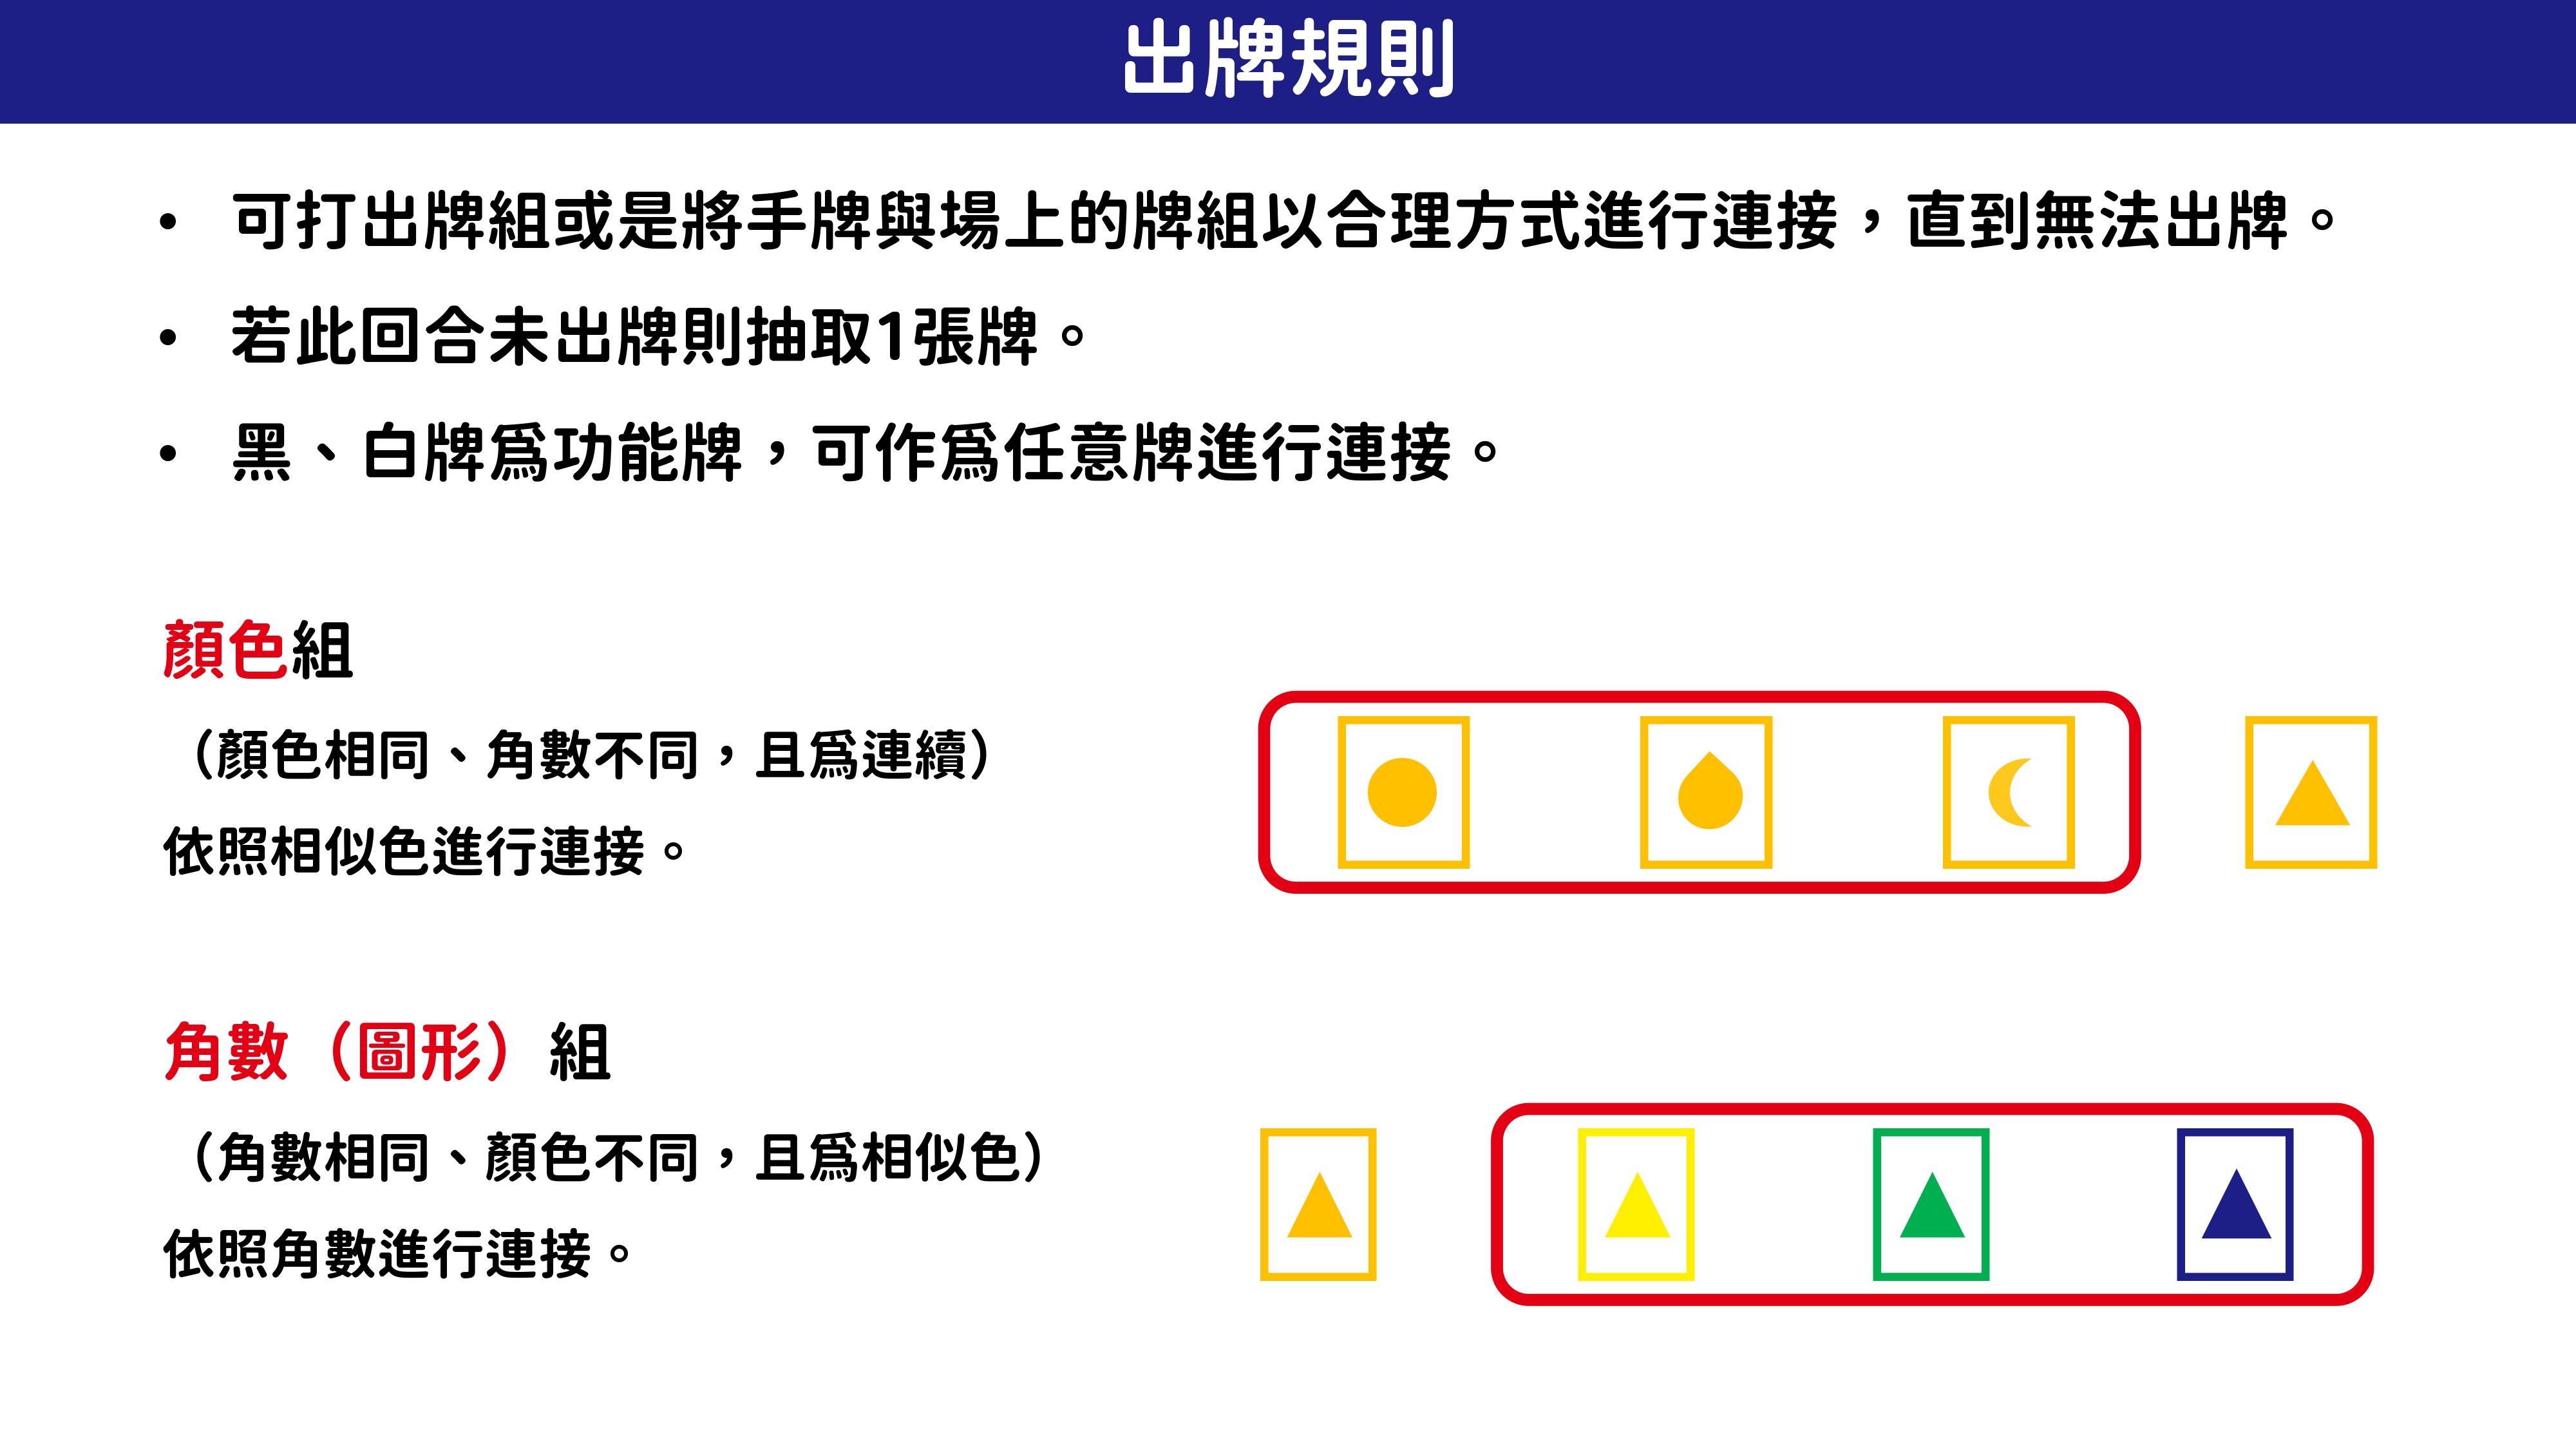 出牌規則
• 可打出牌組或是將手牌與場上的牌組以合理方式進行連接，直到無法出牌。
• 若此回合未出牌則抽取1張牌。
• 黑、白牌爲功能牌，可作爲任意牌進行連接。
顏色組
（顏色相同、角數不同，且爲連續）
依照相似色進行連接。
角數（圖形）組
（角數相同、顏色不同，且爲相似色）
依照角數進行連接。